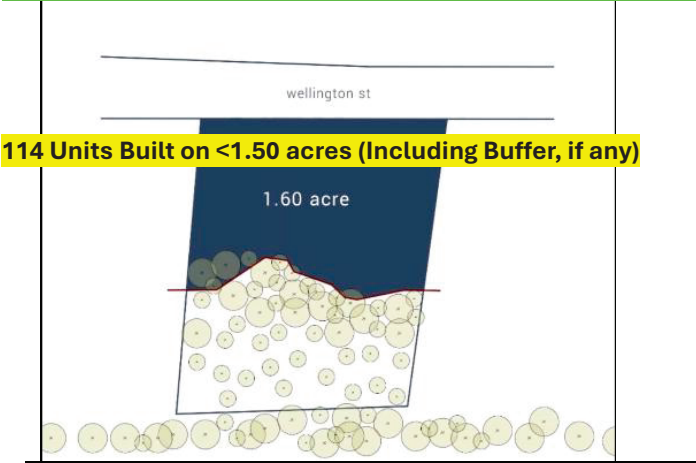 wellington st
114 Units Built on <1.50 acres (Including Buffer, if any)
1.60 acre